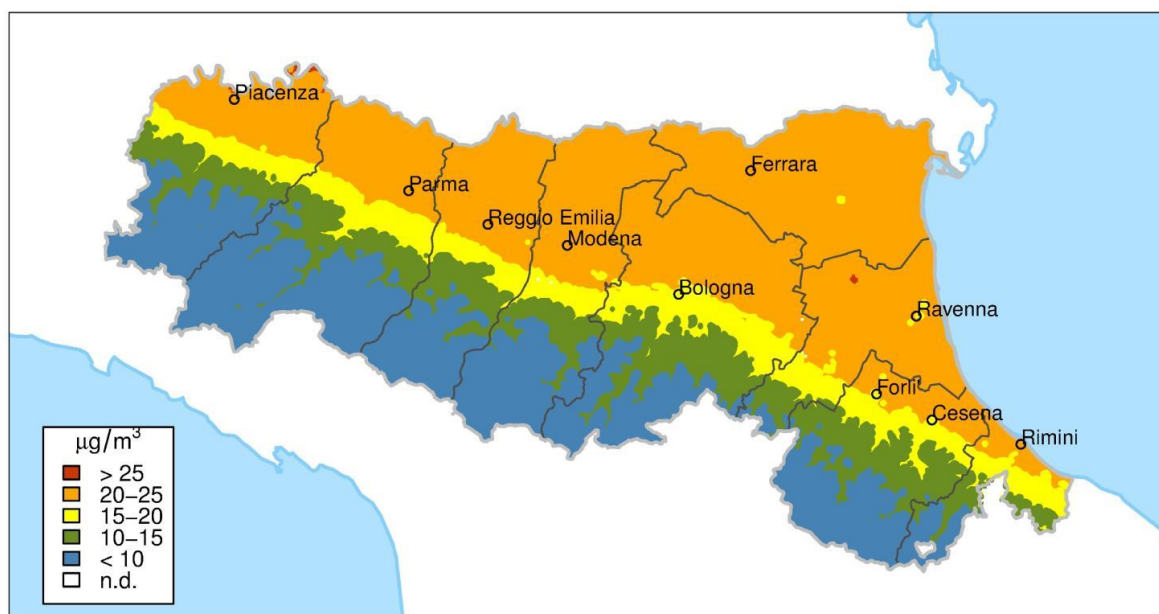 Piacenza
Parma
Ferrara
Reggio Emilia
Modena
Bologna
Ravenna
Forlì
Cesena
Rimini
µg/m³
> 25
20–25
15–20
10–15
< 10
n.d.